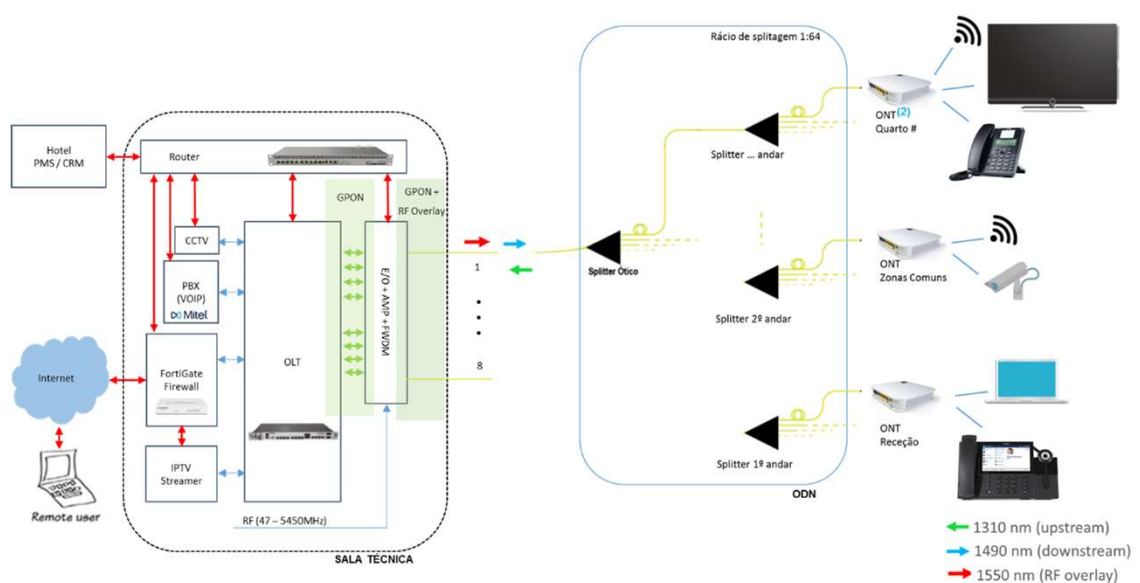 Rácio de splitagem 1:64
ONT(2)
Quarto #
Splitter ... andar
Hotel
PMS / CRM
Router
GPON
GPON +
RF Overlay
CCTV
PBX
(VOIP)
Mitel
E/O + AMP + FWDM
1
8
Splitter Ótico
ONT
Zonas Comuns
Splitter 2º andar
Internet
FortiGate
Firewall
OLT
IPTV
Streamer
Remote user
RF (47 – 5450MHz)
SALA TÉCNICA
ONT
Receção
Splitter 1º andar
ODN
1310 nm (upstream)
1490 nm (downstream)
1550 nm (RF overlay)